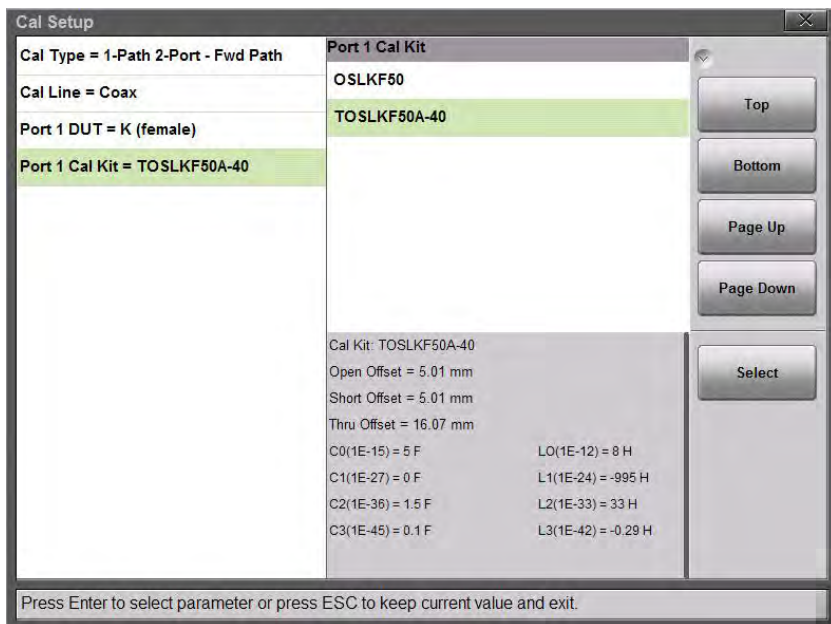 Cal Setup
Cal Type = 1-Path 2-Port - Fwd Path
Cal Line = Coax
Port 1 DUT = K (female)
Port 1 Cal Kit = TOSLKF50A-40
Port 1 Cal Kit
OSLKF50
TOSLKF50A-40
Cal Kit: TOSLKF50A-40
Open Offset = 5.01 mm
Short Offset = 5.01 mm
Thru Offset = 16.07 mm
C0(1E-15) = 5 F
C1(1E-27) = 0 F
C2(1E-36) = 1.5 F
C3(1E-45) = 0.1 F
LO(1E-12) = 8 H
L1(1E-24) = -995 H
L2(1E-33) = 33 H
L3(1E-42) = -0.29 H
Top
Bottom
Page Up
Page Down
Select
Press Enter to select parameter or press ESC to keep current value and exit.